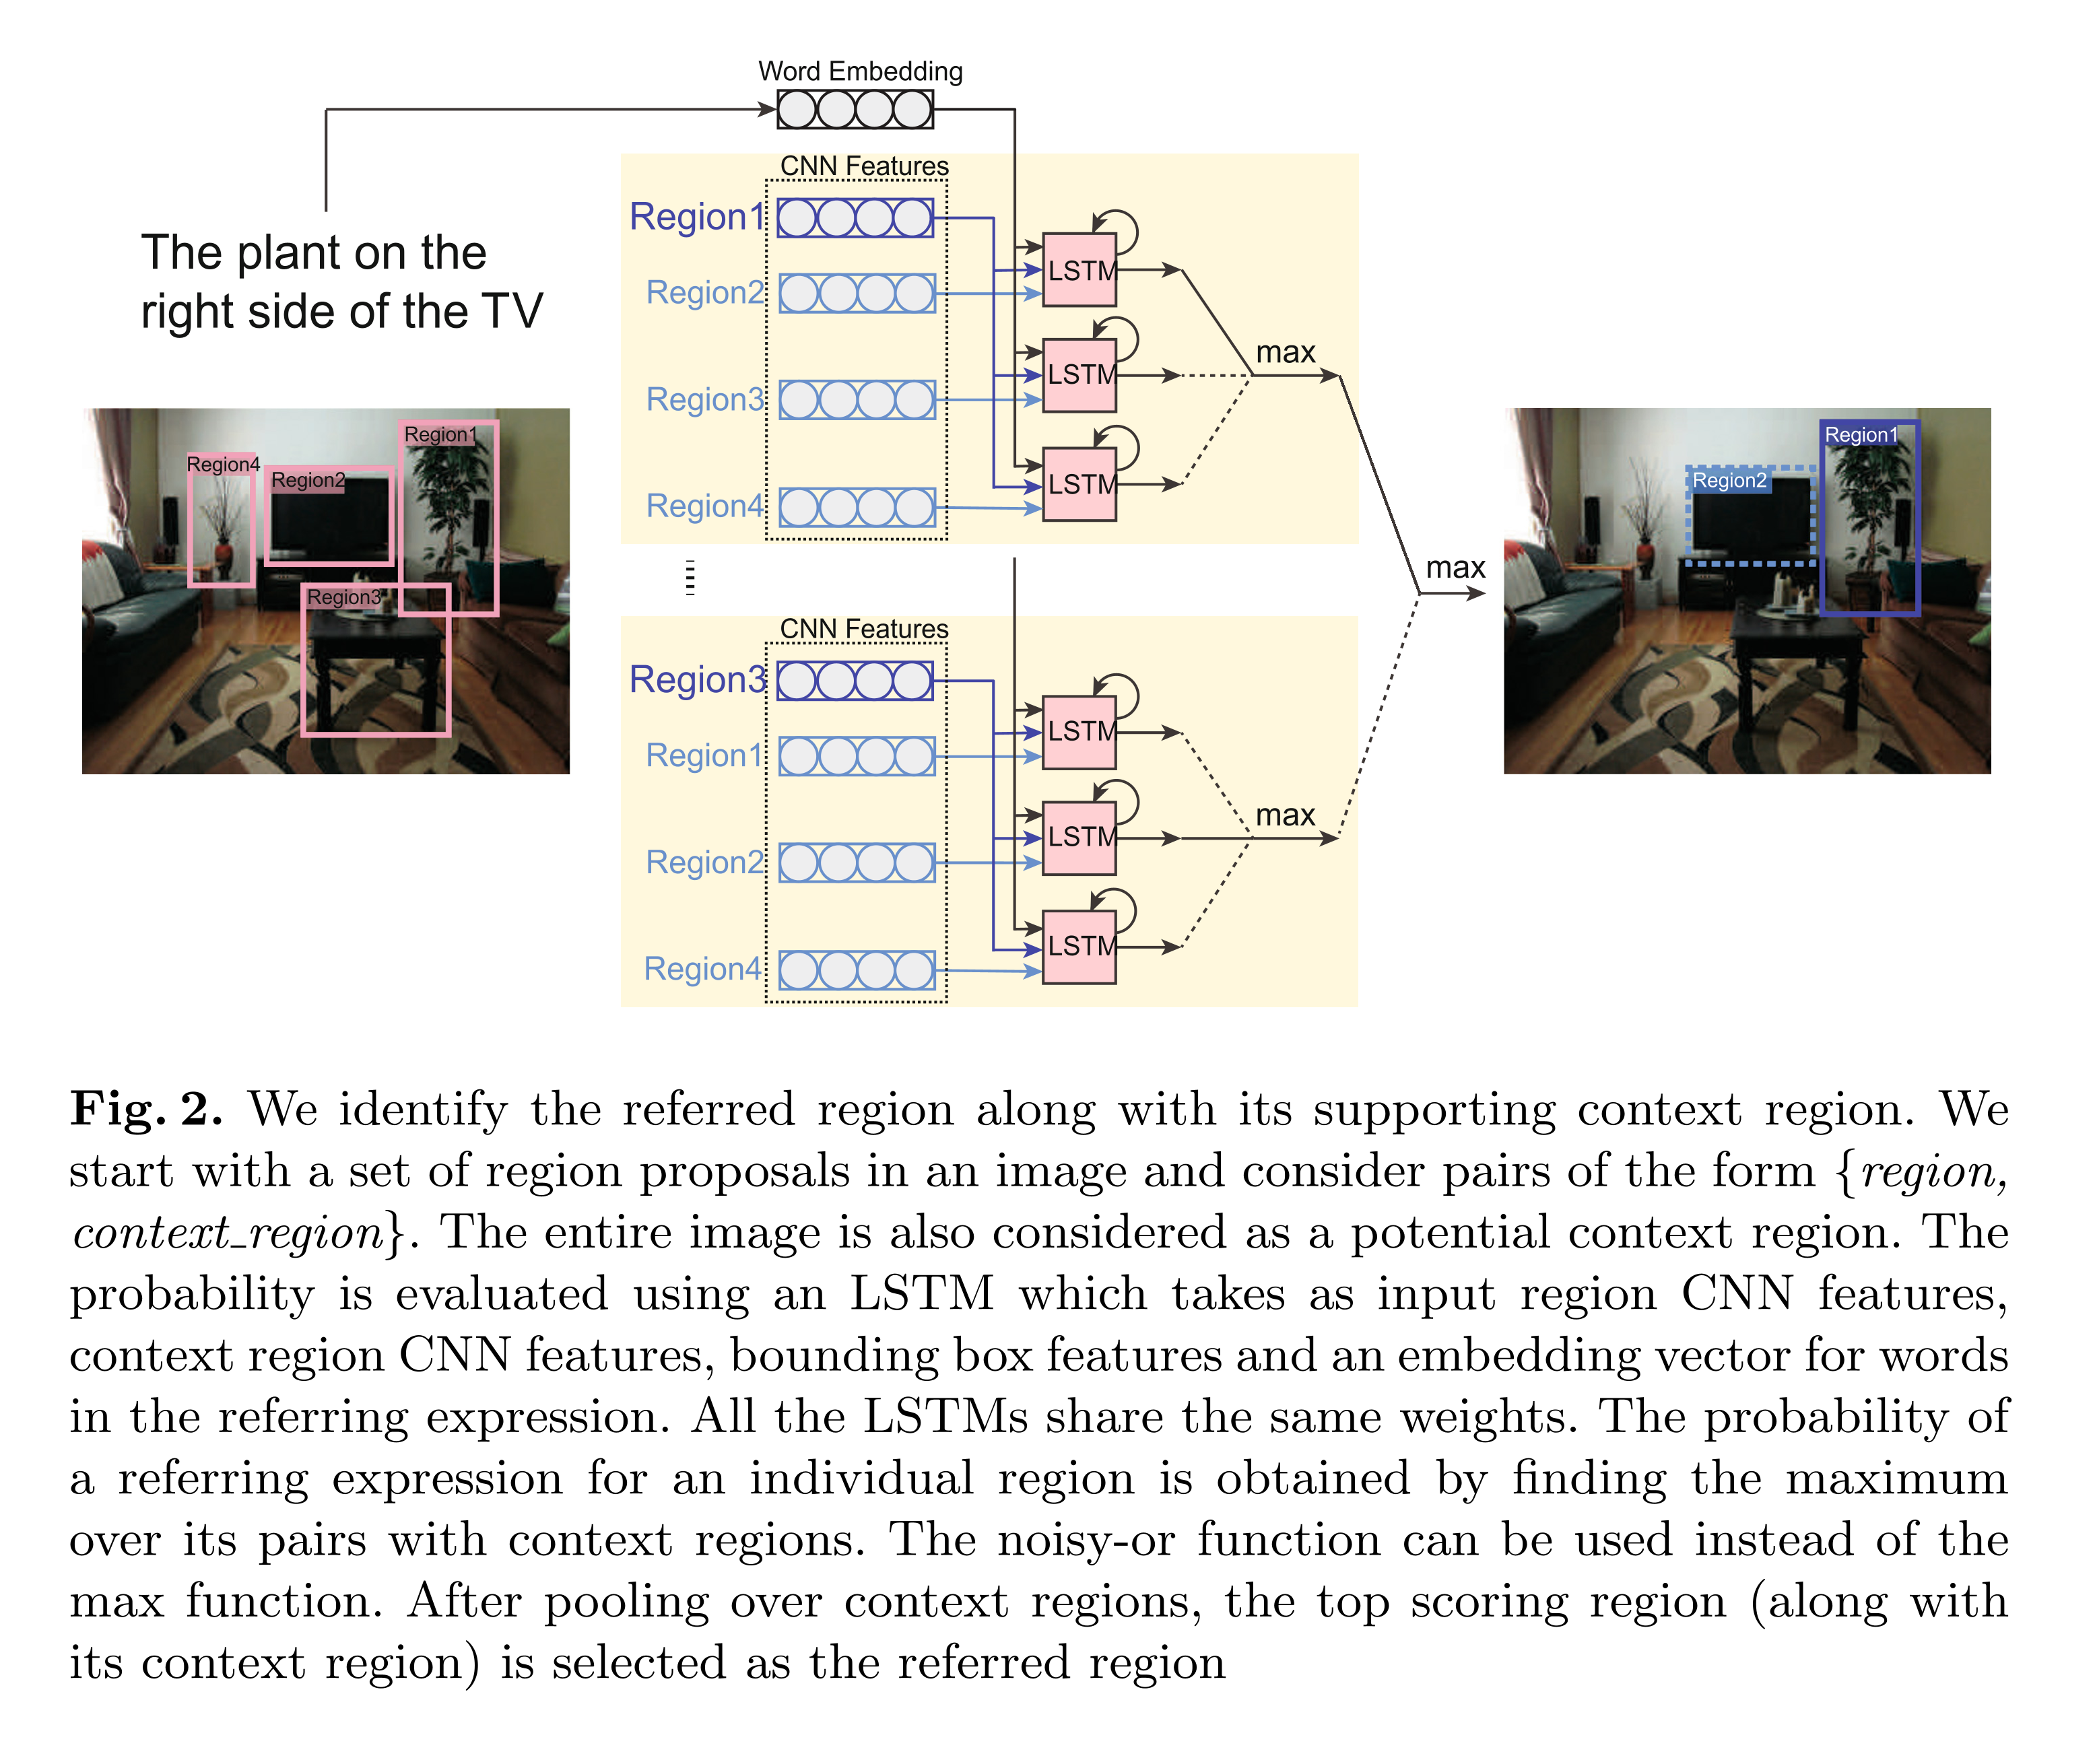 Word Embedding
The plant on the
right side of the TV
Region1
Region4
Region2
Region3
CNN Features
Region1
Region2
Region3
Region4
LSTM
LSTM
LSTM
max
CNN Features
Region3
Region1
Region2
Region4
LSTM
LSTM
LSTM
max
max
Region1
Region2
Fig. 2. We identify the referred region along with its supporting context region. We
start with a set of region proposals in an image and consider pairs of the form {region,
context_region}. The entire image is also considered as a potential context region. The
probability is evaluated using an LSTM which takes as input region CNN features,
context region CNN features, bounding box features and an embedding vector for words
in the referring expression. All the LSTMs share the same weights. The probability of
a referring expression for an individual region is obtained by finding the maximum
over its pairs with context regions. The noisy-or function can be used instead of the
max function. After pooling over context regions, the top scoring region (along with
its context region) is selected as the referred region